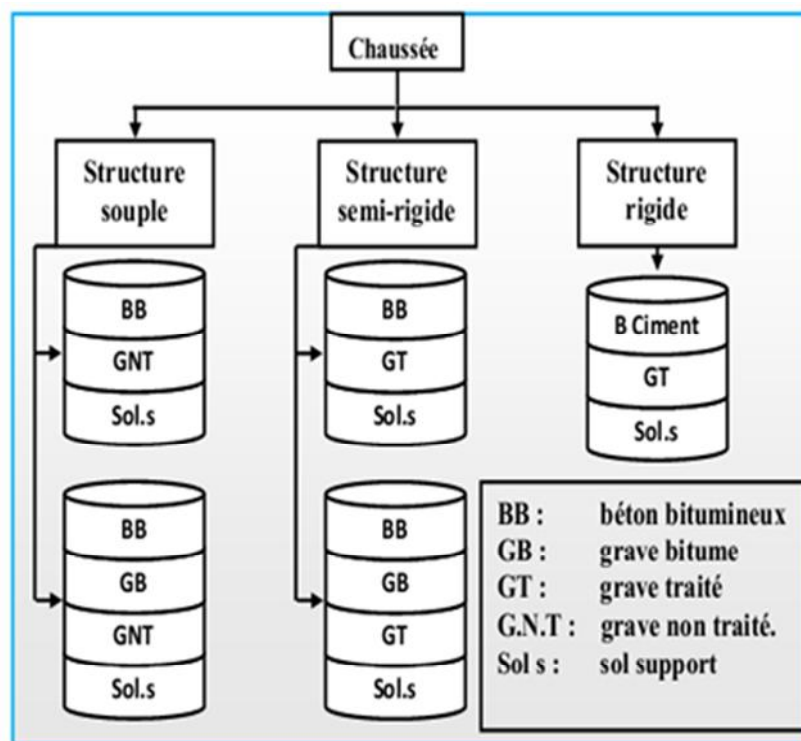 Chaussée
Structure
souple
Structure
semi-rigide
Structure
rigide
BB
GNT
Sol.s
BB
GT
Sol.s
B Ciment
GT
Sol.s
BB
GB
GNT
Sol.s
BB
GB
GT
Sol.s
BB : béton bitumineux
GB : grave bitume
GT : grave traité
G.N.T : grave non traité.
Sol s : sol support